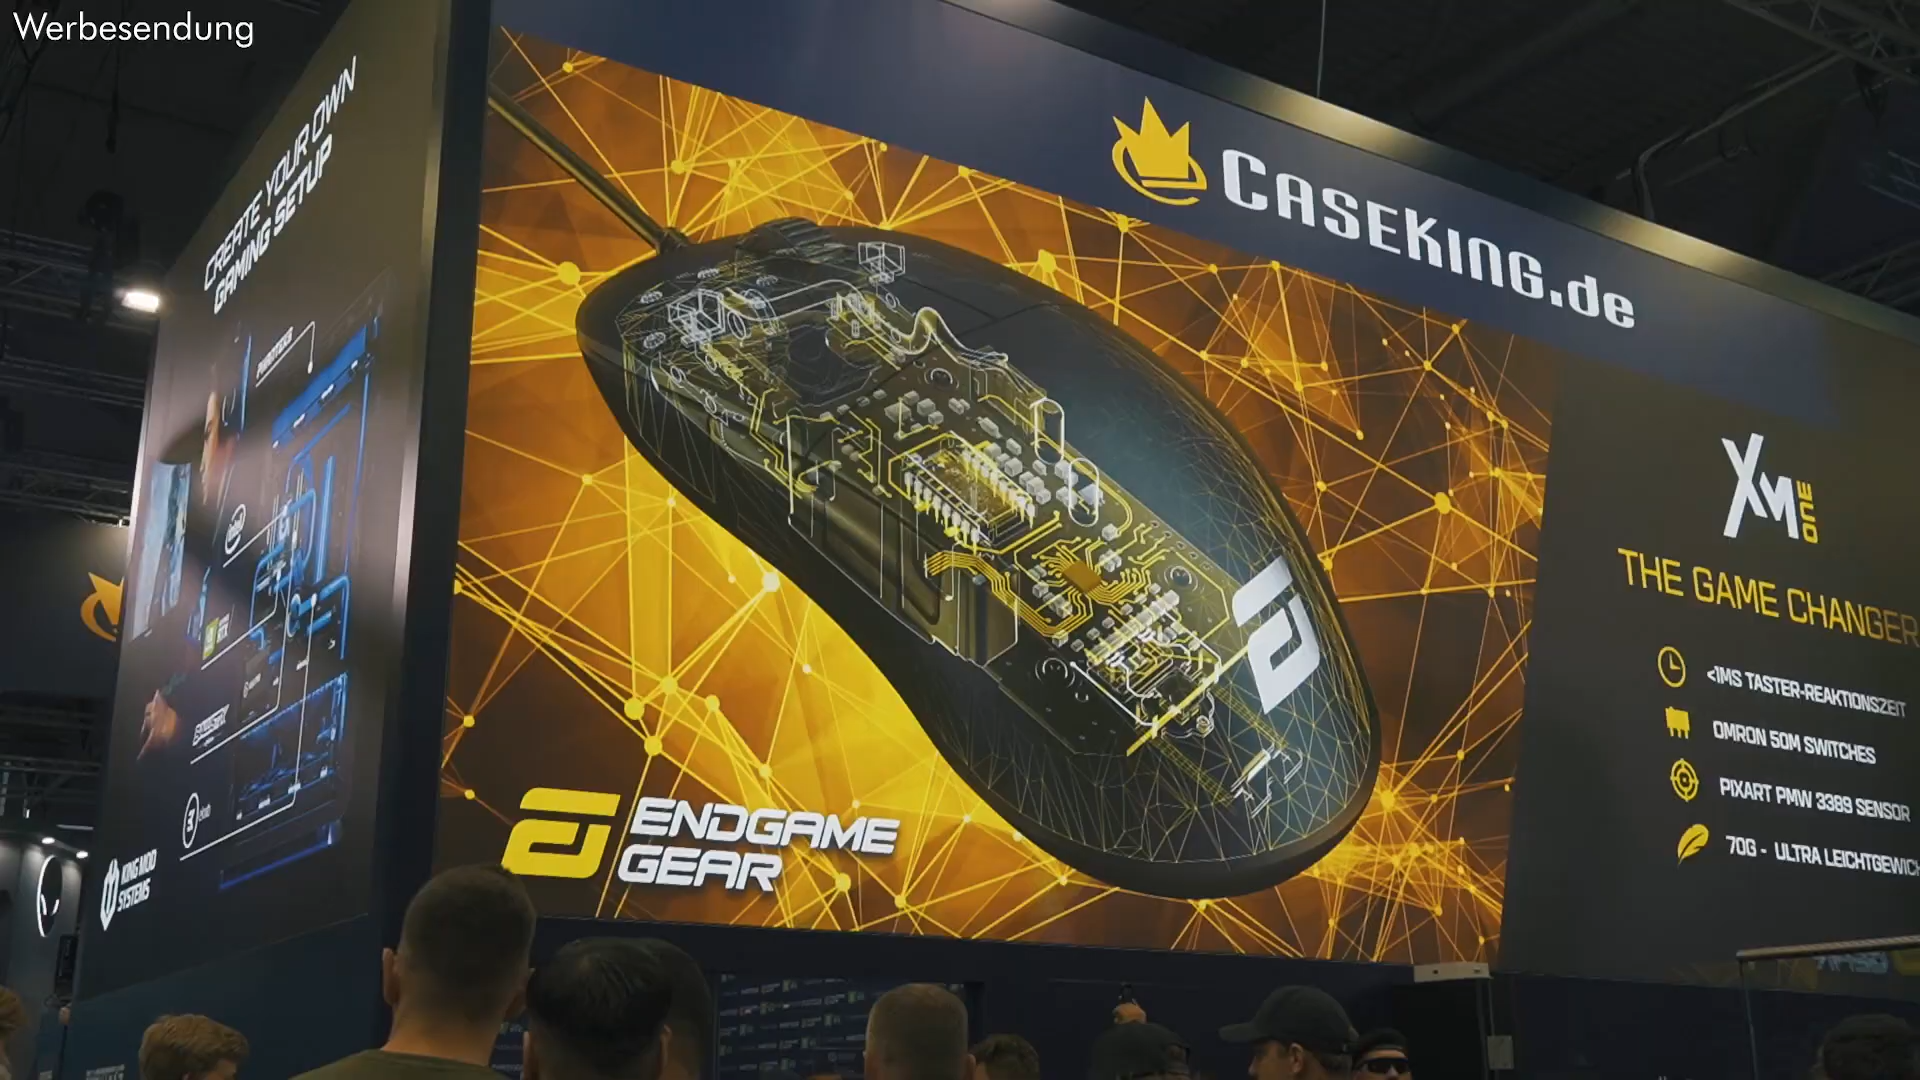 Werbesendung
CREATE YOUR OWN
GAMING SETUP
intel
KING MOD
SYSTEMS
CASEKING.de
ENDGAME
GEAR
XM
ONE
THE GAME CHANGER
<1MS TASTER-REAKTIONSZEIT
OMRON 50M SWITCHES
PIXART PMW 3389 SENSOR
70G - ULTRA LEICHTGEWICH